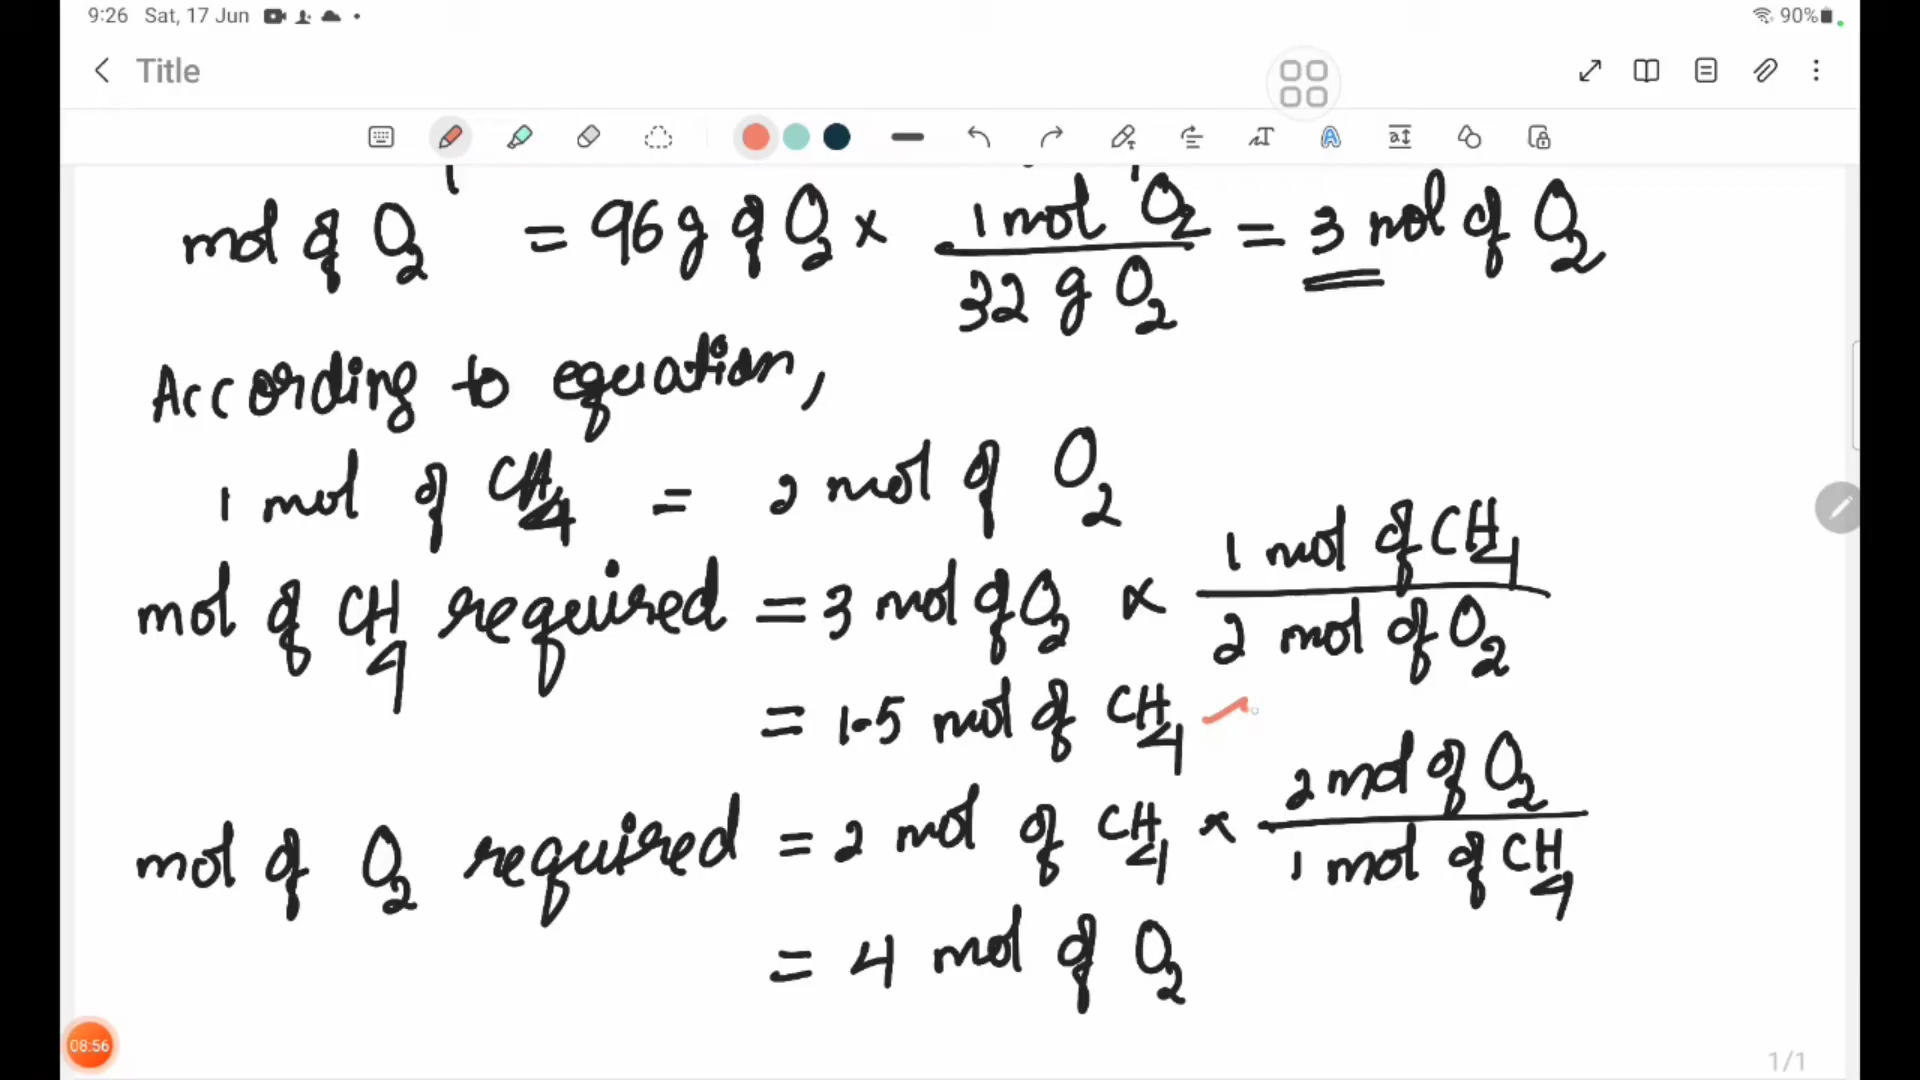 9:26 Sat, 17 Jun
90%
Title
mol of O2 = 96 g of O2 x 1 mol O2 / 32 g O2 = 3 mol of O2
According to equation,
1 mol of CH4 = 2 mol of O2
mol of CH4 required = 3 mol of O2 x 1 mol of CH4 / 2 mol of O2
= 1.5 mol of CH4
mol of O2 required = 2 mol of CH4 x 2 mol of O2 / 1 mol of CH4
= 4 mol of O2
08:56
1/1